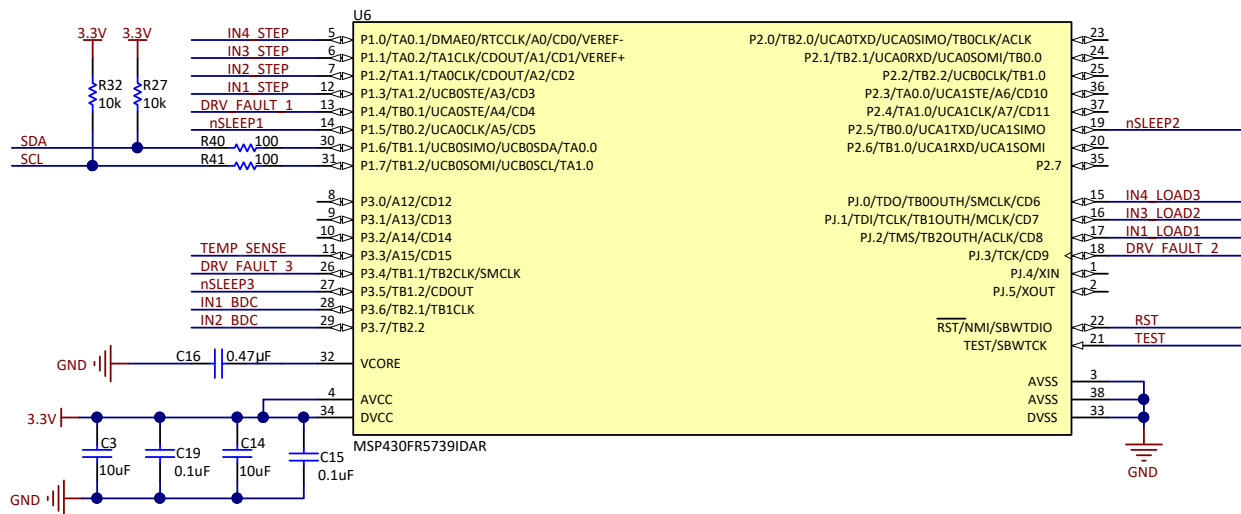 U6
IN4_STEP 5 P1.0/TA0.1/DMAE0/RTCCLK/A0/CD0/VEREF- P2.0/TB2.0/UCA0TXD/UCA0SIMO/TB0CLK/ACLK 23
3.3V 3.3V IN3_STEP 6 P1.1/TA0.2/TA1CLK/CDOUT/A1/CD1/VEREF+ P2.1/TB2.1/UCA0RXD/UCA0SOMI/TB0.0 24
IN2_STEP 7 P1.2/TA1.1/TA0CLK/CDOUT/A2/CD2 P2.2/TB2.2/UCB0CLK/TB1.0 25
R32 R27 IN1_STEP 12 P1.3/TA1.2/UCB0STE/A3/CD3 P2.3/TA0.0/UCA1STE/A6/CD10 36
10k 10k DRV_FAULT_1 13 P1.4/TB0.1/UCA0STE/A4/CD4 P2.4/TA1.0/UCA1CLK/A7/CD11 37
nSLEEP1 14 P1.5/TB0.2/UCA0CLK/A5/CD5 P2.5/TB0.0/UCA1TXD/UCA1SIMO 19 nSLEEP2
SDA R40 100 30 P1.6/TB1.1/UCB0SIMO/UCB0SDA/TA0.0 P2.6/TB1.0/UCA1RXD/UCA1SOMI 20
SCL R41 100 31 P1.7/TB1.2/UCB0SOMI/UCB0SCL/TA1.0 P2.7 35
8 P3.0/A12/CD12 PJ.0/TDO/TB0OUTH/SMCLK/CD6 15 IN4_LOAD3
9 P3.1/A13/CD13 PJ.1/TDI/TCLK/TB1OUTH/MCLK/CD7 16 IN3_LOAD2
10 P3.2/A14/CD14 PJ.2/TMS/TB2OUTH/ACLK/CD8 17 IN1_LOAD1
TEMP_SENSE 11 P3.3/A15/CD15 PJ.3/TCK/CD9 18 DRV_FAULT_2
DRV_FAULT_3 26 P3.4/TB1.1/TB2CLK/SMCLK PJ.4/XIN 1
nSLEEP3 27 P3.5/TB1.2/CDOUT PJ.5/XOUT 2
IN1_BDC 28 P3.6/TB2.1/TB1CLK
IN2_BDC 29 P3.7/TB2.2 RST/NMI/SBWTDIO 22 RST
TEST/SBWTCK 21 TEST
GND C16 0.47µF 32 VCORE
AVSS 3
4 AVCC AVSS 38
3.3V 34 DVCC DVSS 33
MSP430FR5739IDAR
C3 C19 C14 C15
10uF 0.1uF 10uF 0.1uF
GND GND